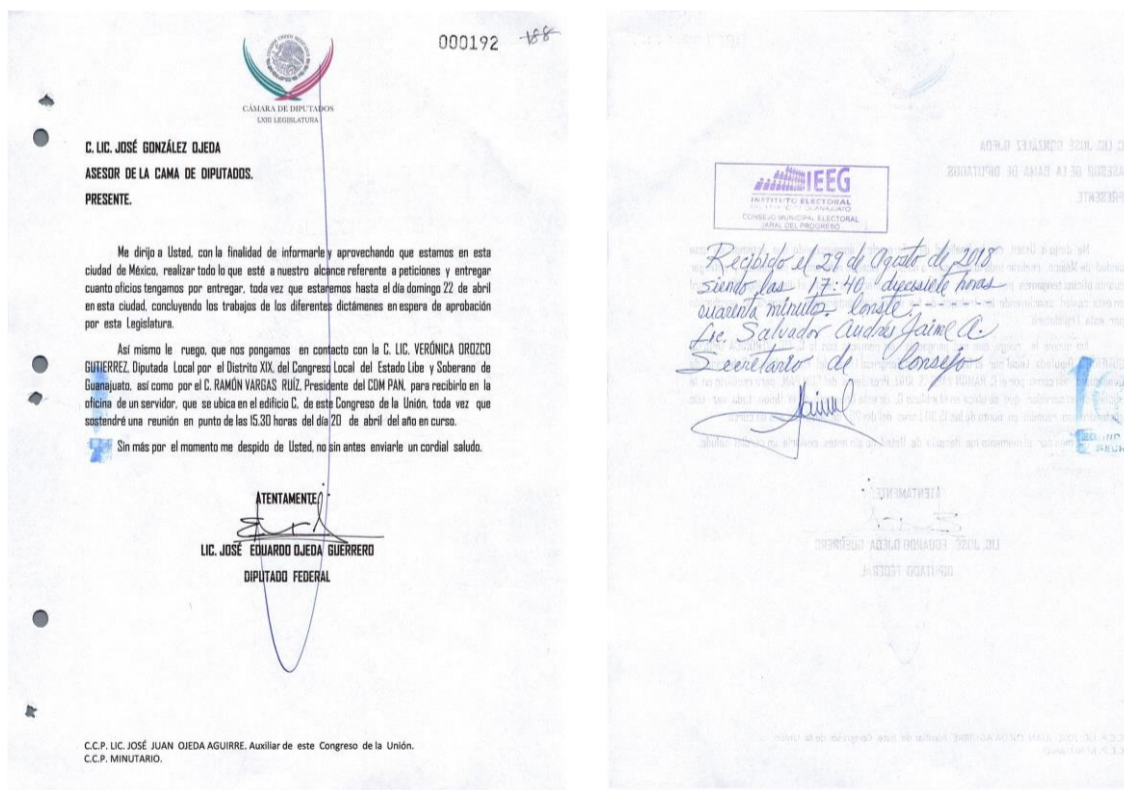 000192 188
CÁMARA DE DIPUTADOS
LXIII LEGISLATURA
C. LIC. JOSÉ GONZÁLEZ OJEDA
ASESOR DE LA CAMA DE DIPUTADOS.
PRESENTE.
Me dirijo a Usted, con la finalidad de informarle y aprovechando que estamos en esta
ciudad de México, realizar todo lo que esté a nuestro alcance referente a peticiones y entregar
cuanto oficios tengamos por entregar, toda vez que estaremos hasta el día domingo 22 de abril
en esta ciudad, concluyendo los trabajos de los diferentes dictámenes en espera de aprobación
por esta Legislatura.
Así mismo le ruego, que nos pongamos en contacto con la C. LIC. VERÓNICA OROZCO
GUTIERREZ, Diputada Local por el Distrito XIX, del Congreso Local del Estado Libe y Soberano de
Guanajuato, así como por el C. RAMÓN VARGAS RUÍZ, Presidente del CDM PAN, para recibirlo en la
oficina de un servidor, que se ubica en el edificio C. de este Congreso de la Unión, toda vez que
sostendré una reunión en punto de las 15.30 horas del día 20 de abril del año en curso.
Sin más por el momento me despido de Usted, no sin antes enviarle un cordial saludo.
ATENTAMENTE
LIC. JOSÉ EDUARDO OJEDA GUERRERO
DIPUTADO FEDERAL
C.C.P. LIC. JOSÉ JUAN OJEDA AGUIRRE. Auxiliar de este Congreso de la Unión.
C.C.P. MINUTARIO.
IEEG
INSTITUTO ELECTORAL
DEL ESTADO DE GUANAJUATO
CONSEJO MUNICIPAL ELECTORAL
JARAL DEL PROGRESO
Recibido el 29 de Agosto de 2018
siendo las 17:40 diecisiete horas
cuarenta minutos. Conste.
Lic. Salvador Andrés Jaime A.
Secretario de Consejo
Jaime